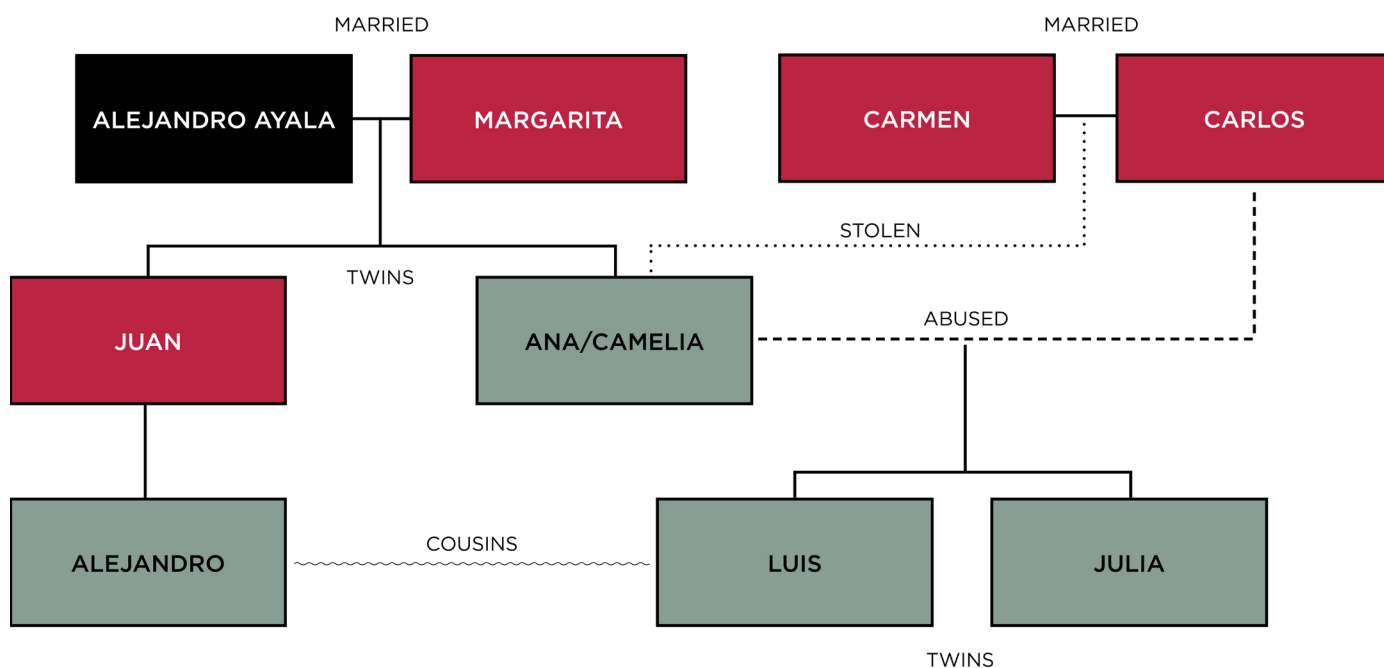 MARRIED
MARRIED
ALEJANDRO AYALA
MARGARITA
CARMEN
CARLOS
STOLEN
TWINS
JUAN
ANA/CAMELIA
ABUSED
ALEJANDRO
COUSINS
LUIS
JULIA
TWINS